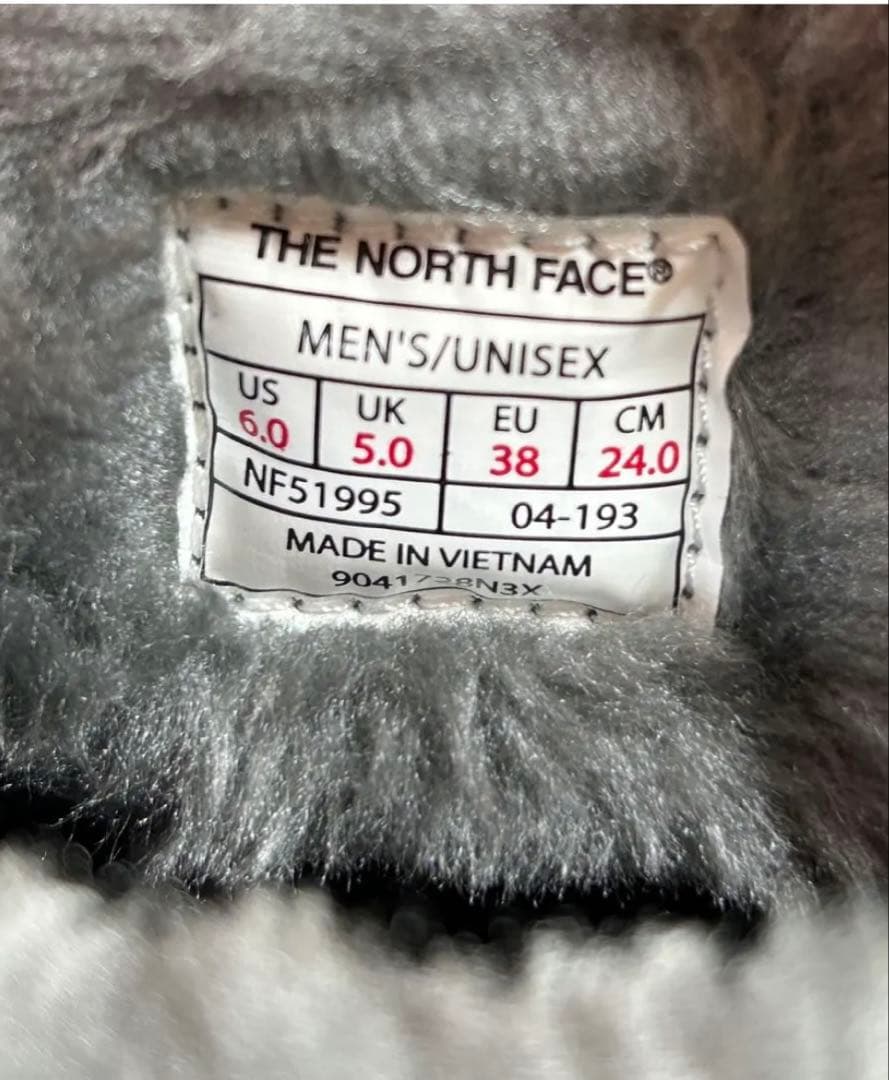 THE NORTH FACE®
MEN'S/UNISEX
US UK EU CM
6.0 5.0 38 24.0
NF51995 04-193
MADE IN VIETNAM